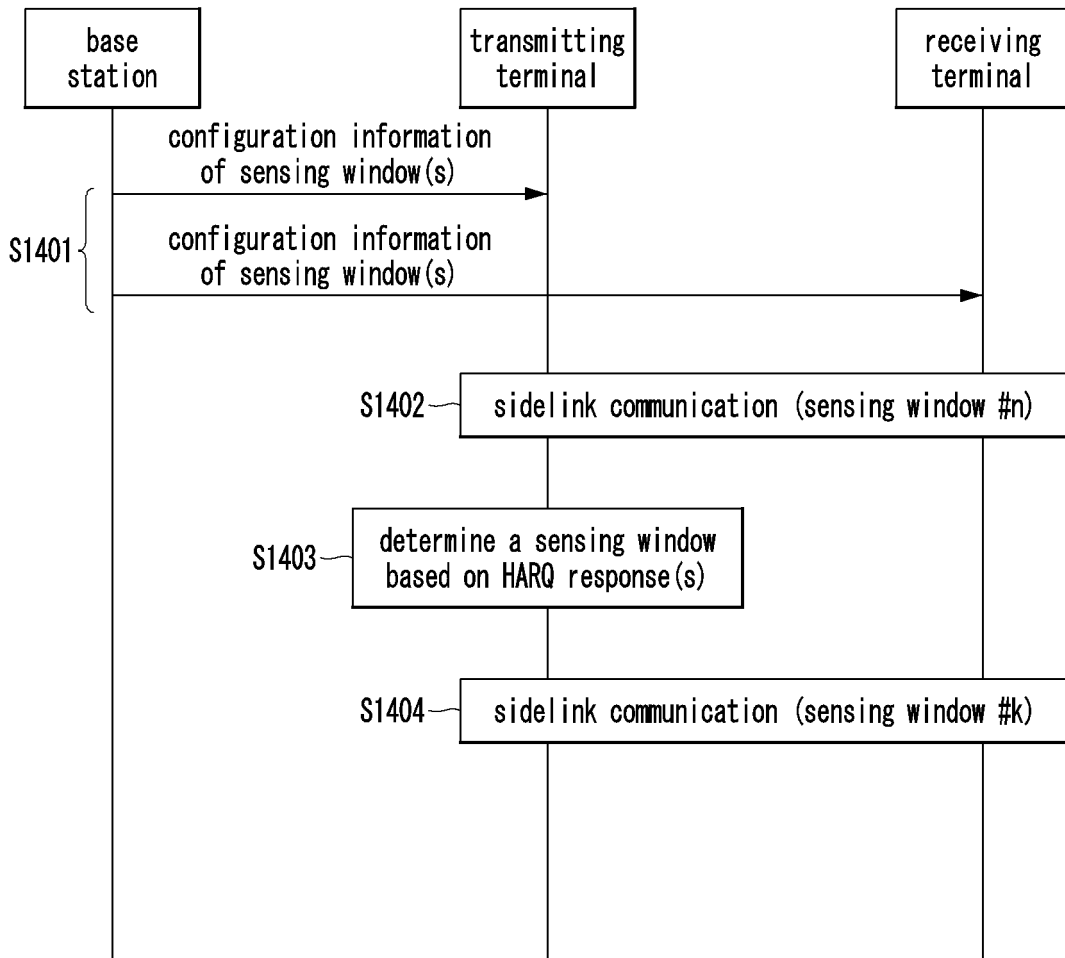 base
station
transmitting
terminal
receiving
terminal
configuration information
of sensing window(s)
S1401
configuration information
of sensing window(s)
S1402
sidelink communication (sensing window #n)
S1403
determine a sensing window
based on HARQ response(s)
S1404
sidelink communication (sensing window #k)